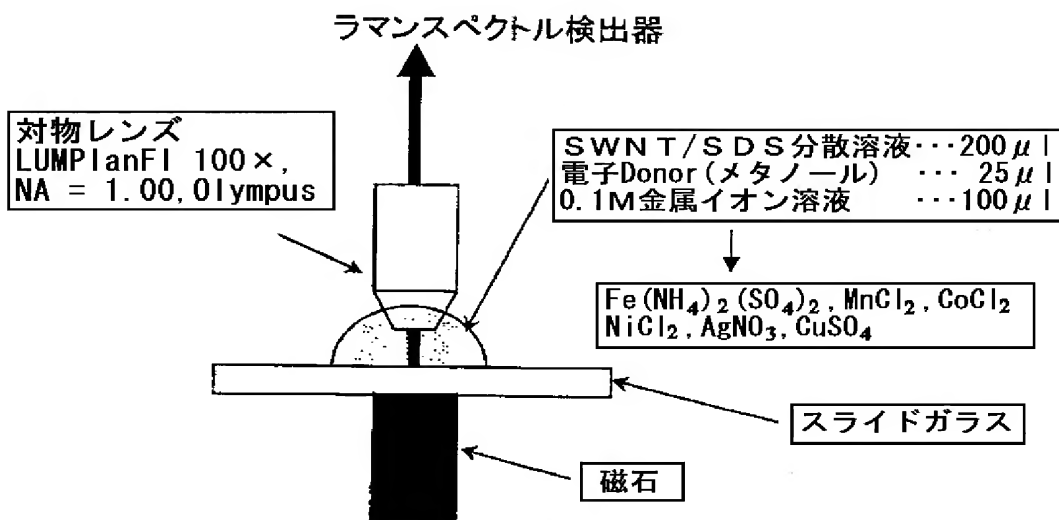 ラマンスペクトル検出器
対物レンズ
LUMPlanFl 100×,
NA = 1.00,Olympus
SWNT/SDS分散溶液･･･200μl
電子Donor(メタノール) ･･･ 25μl
0.1M金属イオン溶液 ･･･100μl
Fe(NH₄)₂(SO₄)₂,MnCl₂,CoCl₂
NiCl₂,AgNO₃,CuSO₄
スライドガラス
磁石